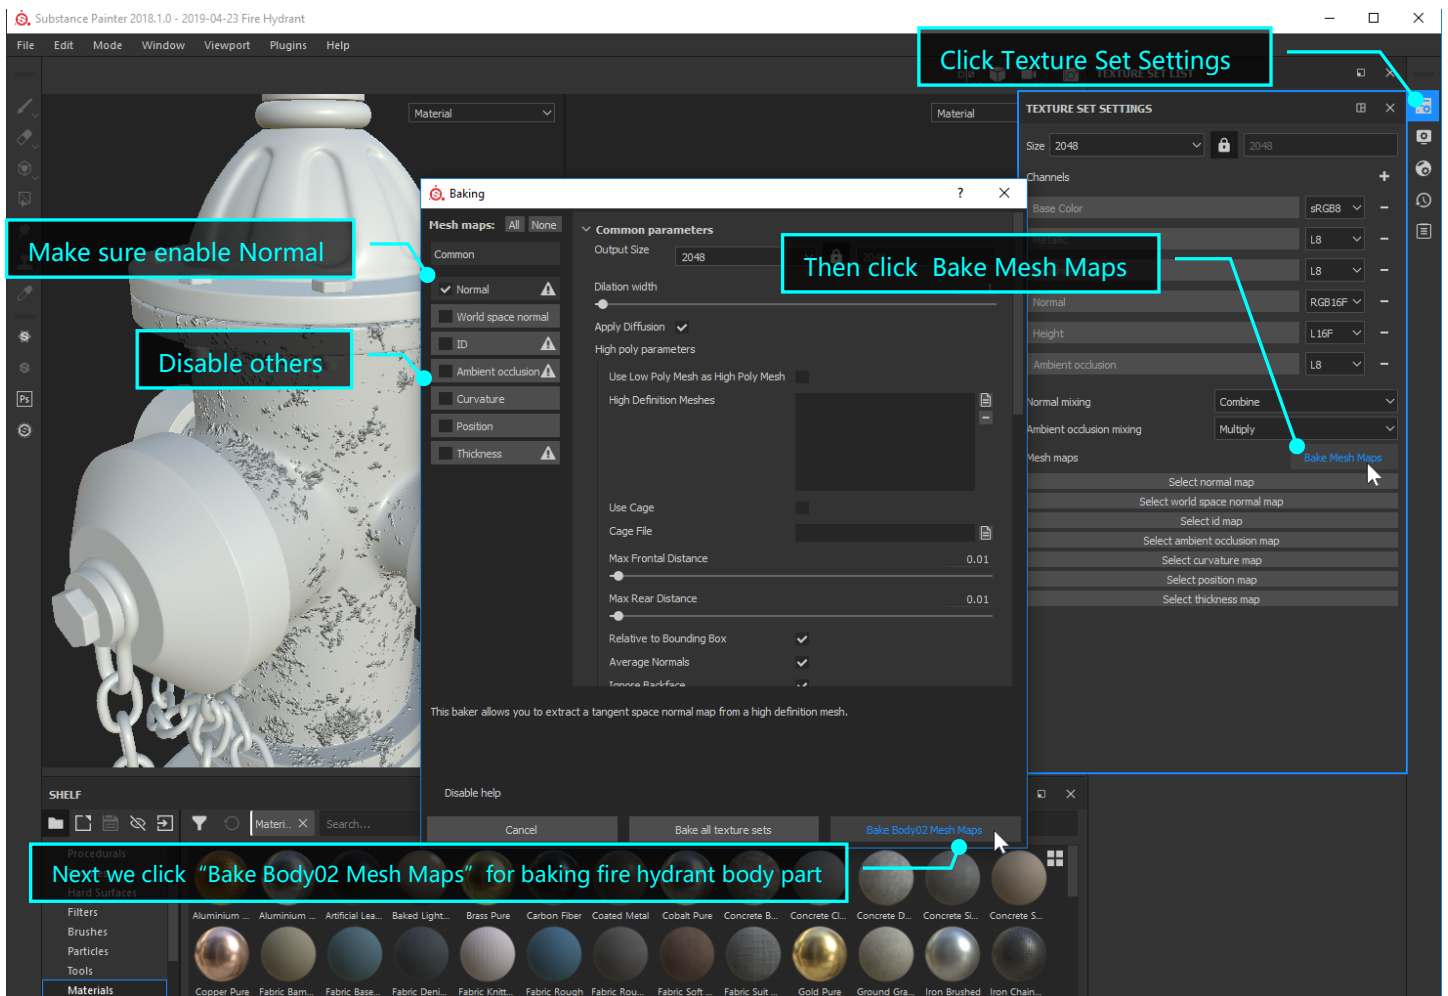 Substance Painter 2018.1.0 - 2019-04-23 Fire Hydrant
File Edit Mode Window Viewport Plugins Help
Click Texture Set Settings
TEXTURE SET LIST
Material
Material
TEXTURE SET SETTINGS
Size 2048 2048
Channels
Base Color sRGB8
Metallic L8
L8
Normal RGB16F
Height L16F
Ambient occlusion L8
Normal mixing Combine
Ambient occlusion mixing Multiply
Mesh maps Bake Mesh Maps
Select normal map
Select world space normal map
Select id map
Select ambient occlusion map
Select curvature map
Select position map
Select thickness map
Then click Bake Mesh Maps
Make sure enable Normal
Disable others
Baking ?
Mesh maps: All None
Common
Normal
World space normal
ID
Ambient occlusion
Curvature
Position
Thickness
Common parameters
Output Size 2048
Dilation width 1
Apply Diffusion
High poly parameters
Use Low Poly Mesh as High Poly Mesh
High Definition Meshes
Use Cage
Cage File
Max Frontal Distance 0.01
Max Rear Distance 0.01
Relative to Bounding Box
Average Normals
Ignore Backface
This baker allows you to extract a tangent space normal map from a high definition mesh.
Disable help
Cancel Bake all texture sets Bake Body02 Mesh Maps
Next we click “Bake Body02 Mesh Maps” for baking fire hydrant body part
SHELF
Materi... Search...
Ps
Procedurals
Hard Surfaces
Filters
Brushes
Particles
Tools
Materials
Aluminium ... Aluminium ... Artificial Lea... Baked Light... Brass Pure Carbon Fiber Coated Metal Cobalt Pure Concrete B... Concrete Cl... Concrete D... Concrete Si... Concrete S...
Copper Pure Fabric Bam... Fabric Base... Fabric Deni... Fabric Knitt... Fabric Rough Fabric Rou... Fabric Soft ... Fabric Suit ... Gold Pure Ground Gra... Iron Brushed Iron Chain...